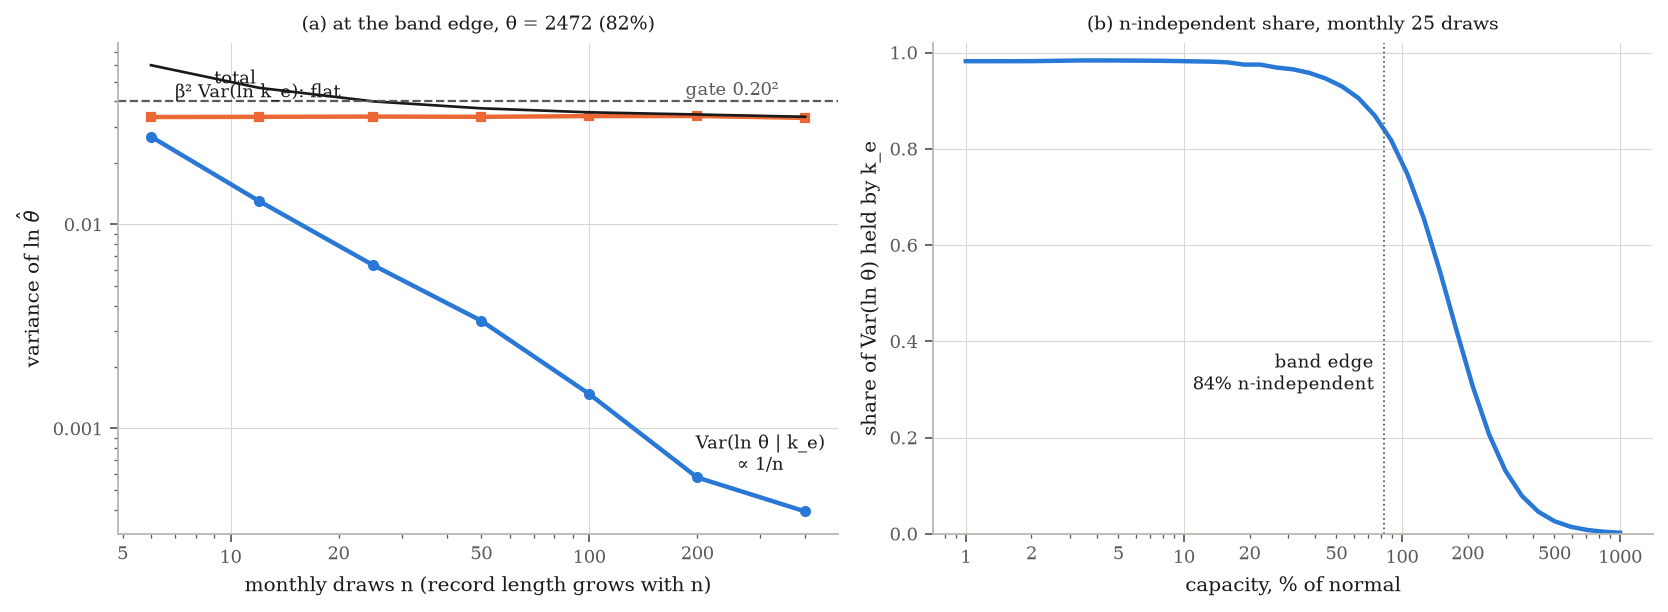 (a) at the band edge, θ = 2472 (82%)
total
β² Var(ln k_e): flat
gate 0.20²
0.01
0.001
variance of ln θ̂
Var(ln θ | k_e)
∝ 1/n
5
10
20
50
100
200
monthly draws n (record length grows with n)
(b) n-independent share, monthly 25 draws
1.0
0.8
0.6
0.4
0.2
0.0
share of Var(ln θ) held by k_e
band edge
84% n-independent
1
2
5
10
20
50
100
200
500
1000
capacity, % of normal